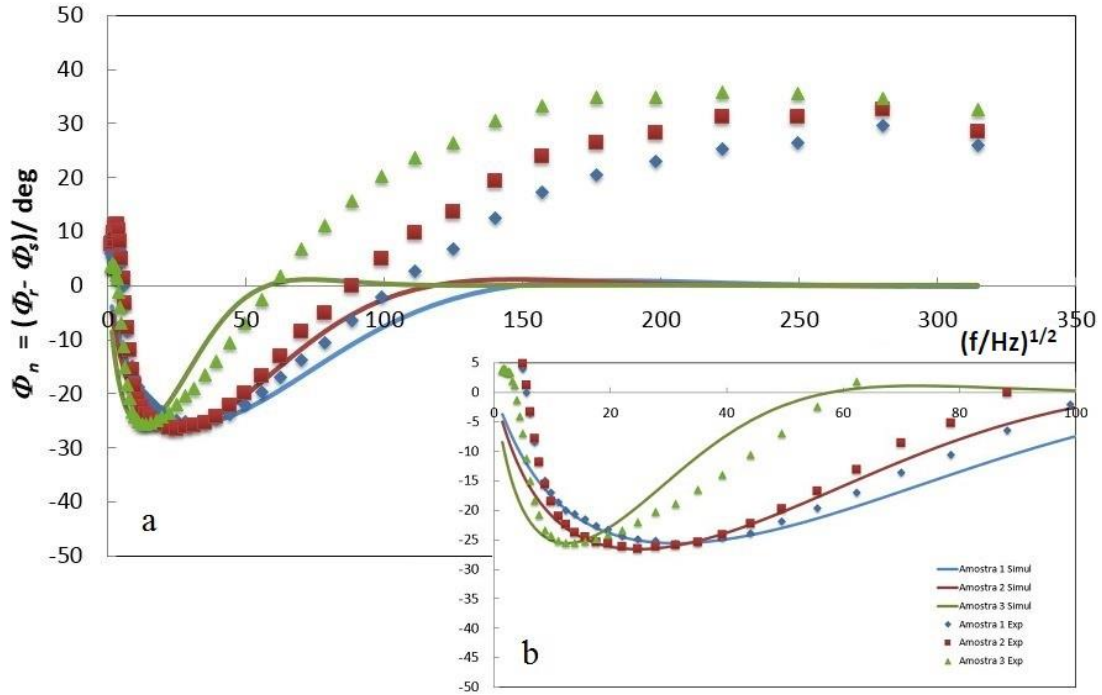 50
40
30
20
10
0
-10
-20
-30
-40
-50
Φn = (Φr - Φs)/ deg
0 50 100 150 200 250 300 350
(f/Hz)1/2
a
5
0
-5
-10
-15
-20
-25
-30
-35
-40
-45
-50
0 20 40 60 80 100
b
Amostra 1 Simul
Amostra 2 Simul
Amostra 3 Simul
Amostra 1 Exp
Amostra 2 Exp
Amostra 3 Exp